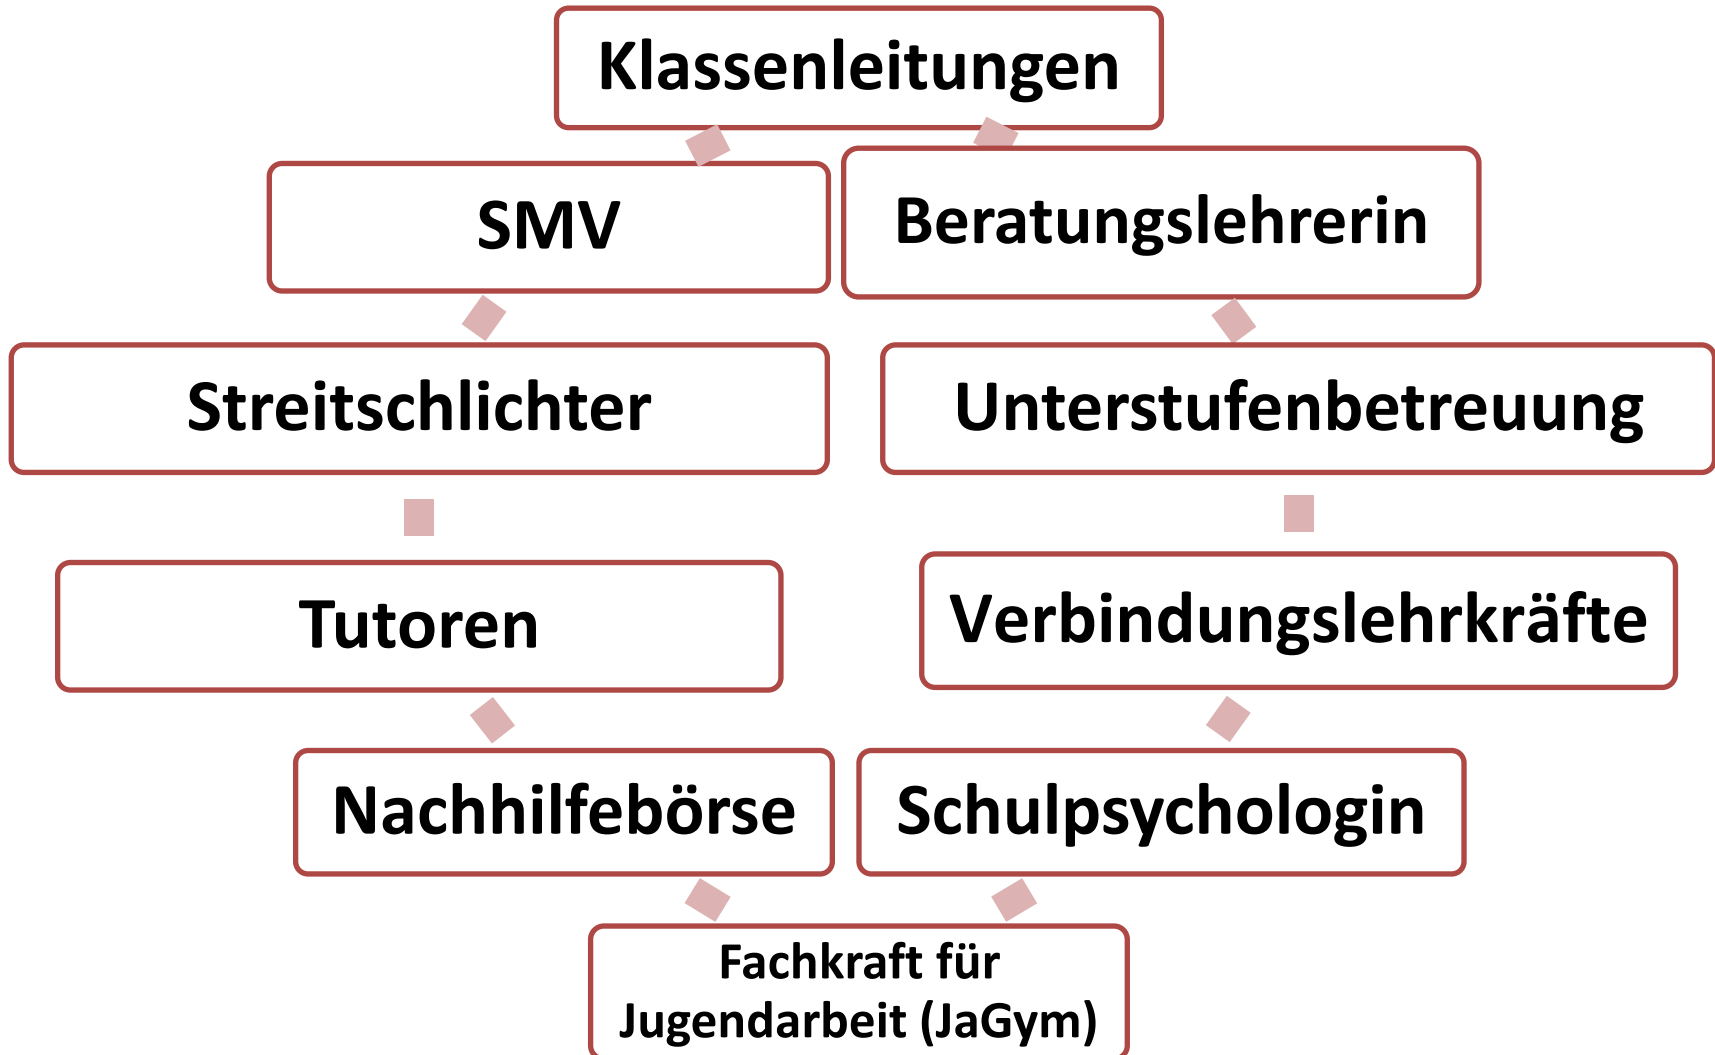 Klassenleitungen
SMV
Beratungslehrerin
Streitschlichter
Unterstufenbetreuung
Tutoren
Verbindungslehrkräfte
Nachhilfebörse
Schulpsychologin
Fachkraft für
Jugendarbeit (JaGym)